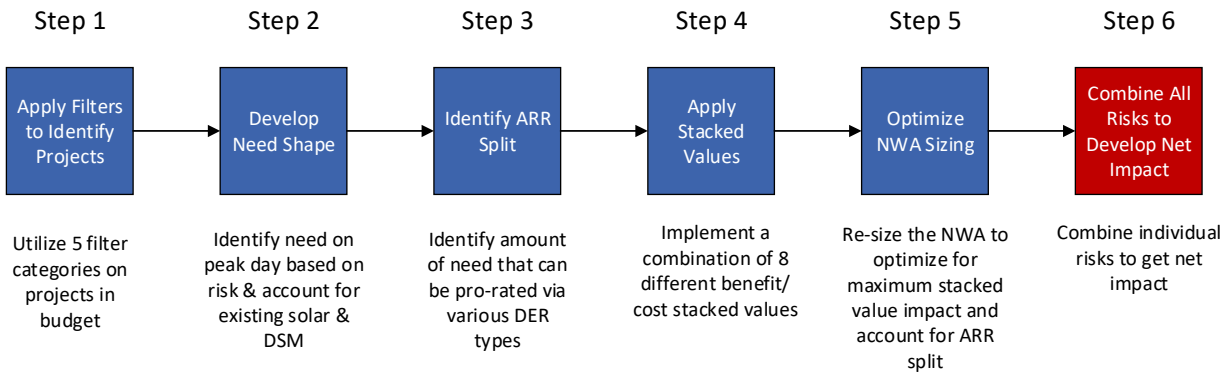 Step 1
Step 2
Step 3
Step 4
Step 5
Step 6
Apply Filters
to Identify
Projects
Develop
Need Shape
Identify ARR
Split
Apply
Stacked
Values
Optimize
NWA Sizing
Combine All
Risks to
Develop Net
Impact
Utilize 5 filter
categories on
projects in
budget
Identify need on
peak day based on
risk & account for
existing solar &
DSM
Identify amount
of need that can
be pro-rated via
various DER
types
Implement a
combination of 8
different benefit/
cost stacked values
Re-size the NWA to
optimize for
maximum stacked
value impact and
account for ARR
split
Combine individual
risks to get net
impact